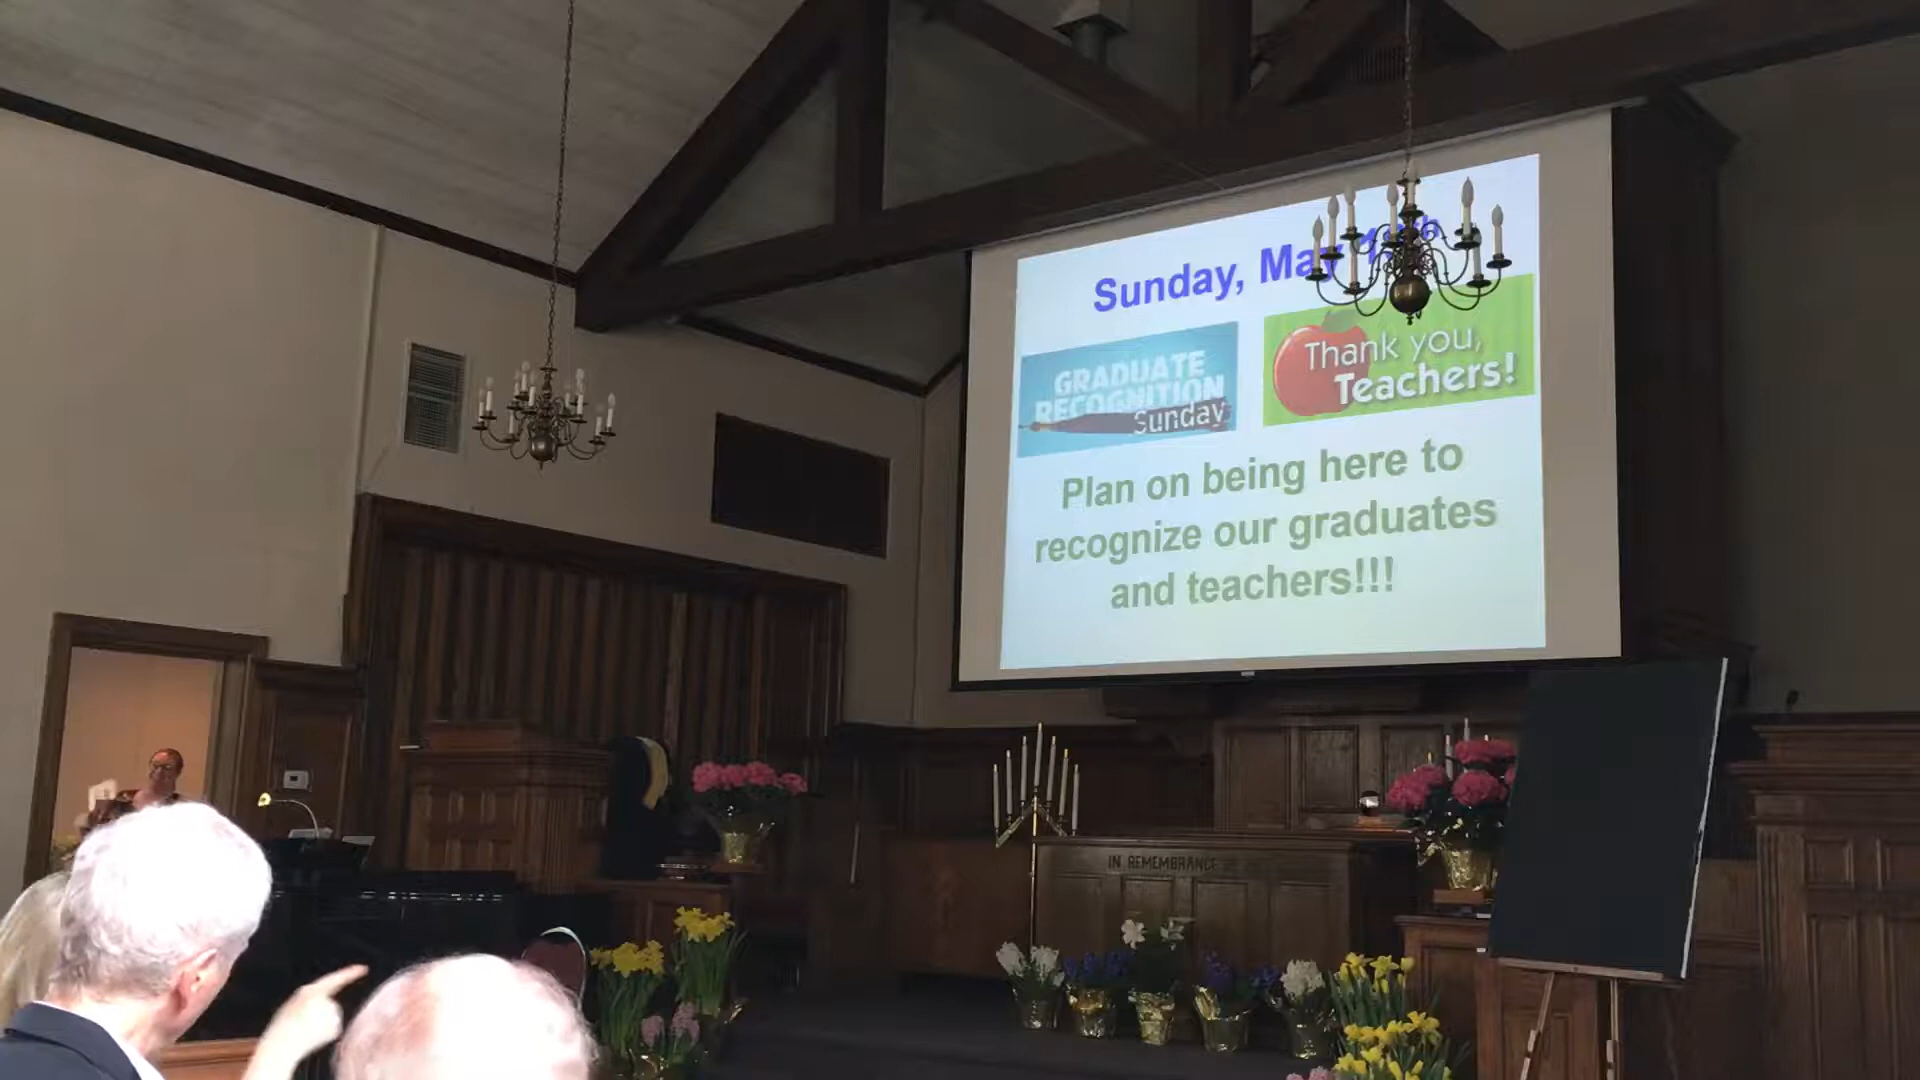 Sunday, May
GRADUATE
RECOGNITION
Sunday
Thank you,
Teachers!
Plan on being here to
recognize our graduates
and teachers!!!
IN REMEMBRANCE